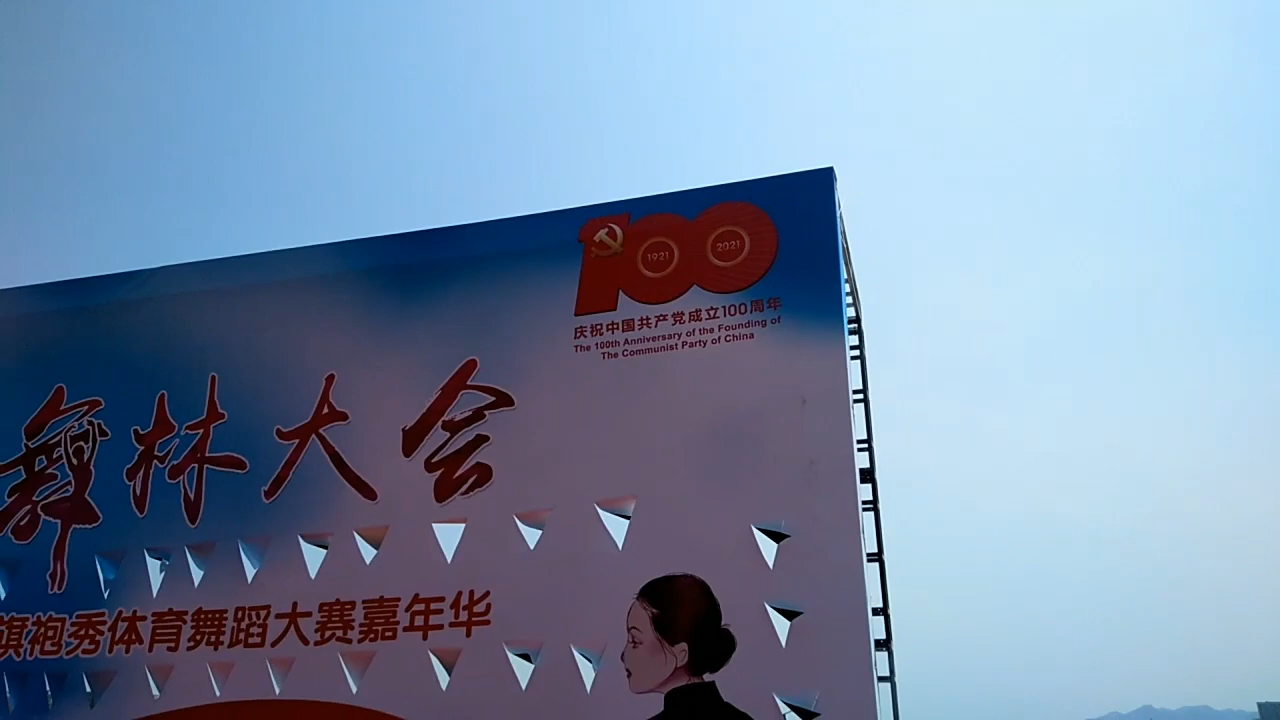 1921
2021
庆祝中国共产党成立100周年
The 100th Anniversary of the Founding of
The Communist Party of China
舞林大会
旗袍秀体育舞蹈大赛嘉年华